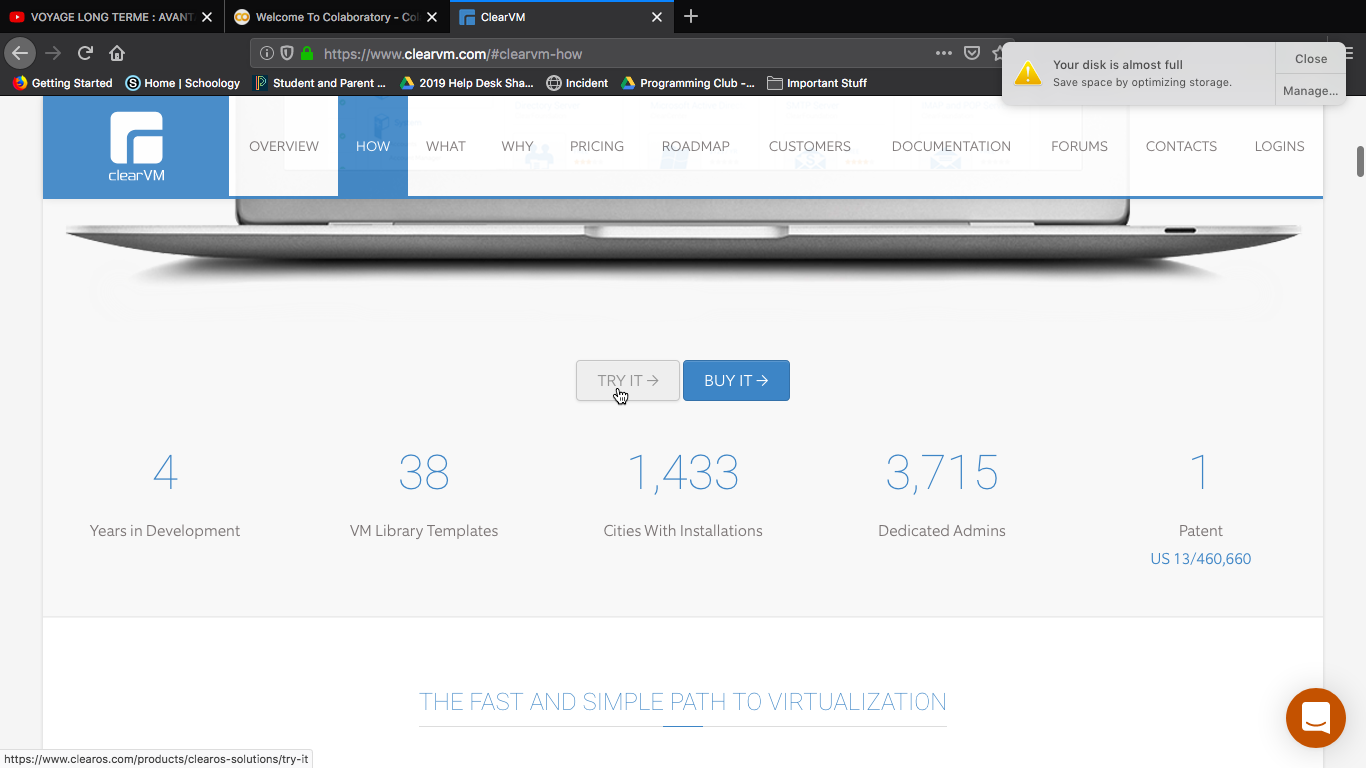 VOYAGE LONG TERME : AVANT
Welcome To Colaboratory - Col
ClearVM
https://www.clearvm.com/#clearvm-how
Getting Started
Home | Schoology
Student and Parent ...
2019 Help Desk Sha...
Incident
Programming Club -...
Important Stuff
Your disk is almost full
Save space by optimizing storage.
Close
Manage...
clearVM
OVERVIEW
HOW
WHAT
WHY
PRICING
ROADMAP
CUSTOMERS
DOCUMENTATION
FORUMS
CONTACTS
LOGINS
TRY IT →
BUY IT →
4
Years in Development
38
VM Library Templates
1,433
Cities With Installations
3,715
Dedicated Admins
1
Patent
US 13/460,660
THE FAST AND SIMPLE PATH TO VIRTUALIZATION
https://www.clearos.com/products/clearos-solutions/try-it